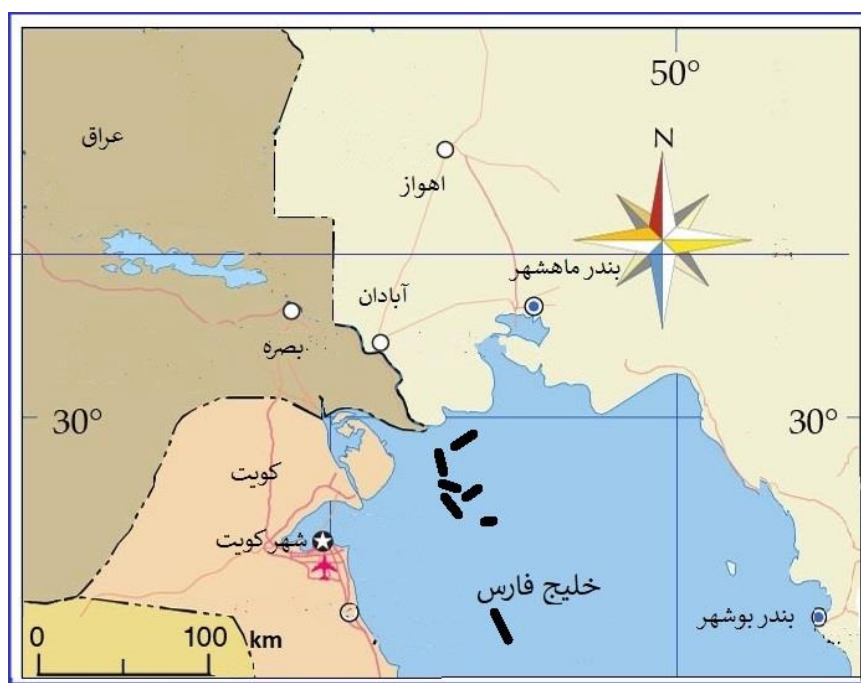 50°
عراق
N
اهواز
بندر ماهشهر
آبادان
بصره
30°
30°
کویت
شهر کویت
خلیج فارس
بندر بوشهر
0 100 km